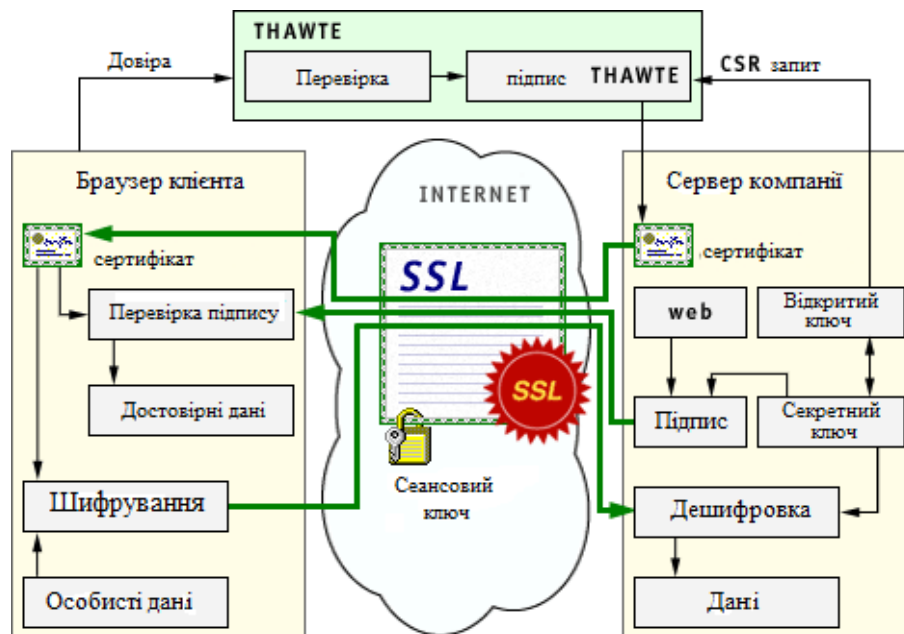 THAWTE
Довіра
Перевірка
підпис THAWTE
CSR запит
Браузер клієнта
сертифікат
Перевірка підпису
Достовірні дані
Шифрування
Особисті дані
INTERNET
SSL
SSL
Сеансовий
ключ
Сервер компанії
сертифікат
web
Відкритий
ключ
Підпис
Секретний
ключ
Дешифровка
Дані